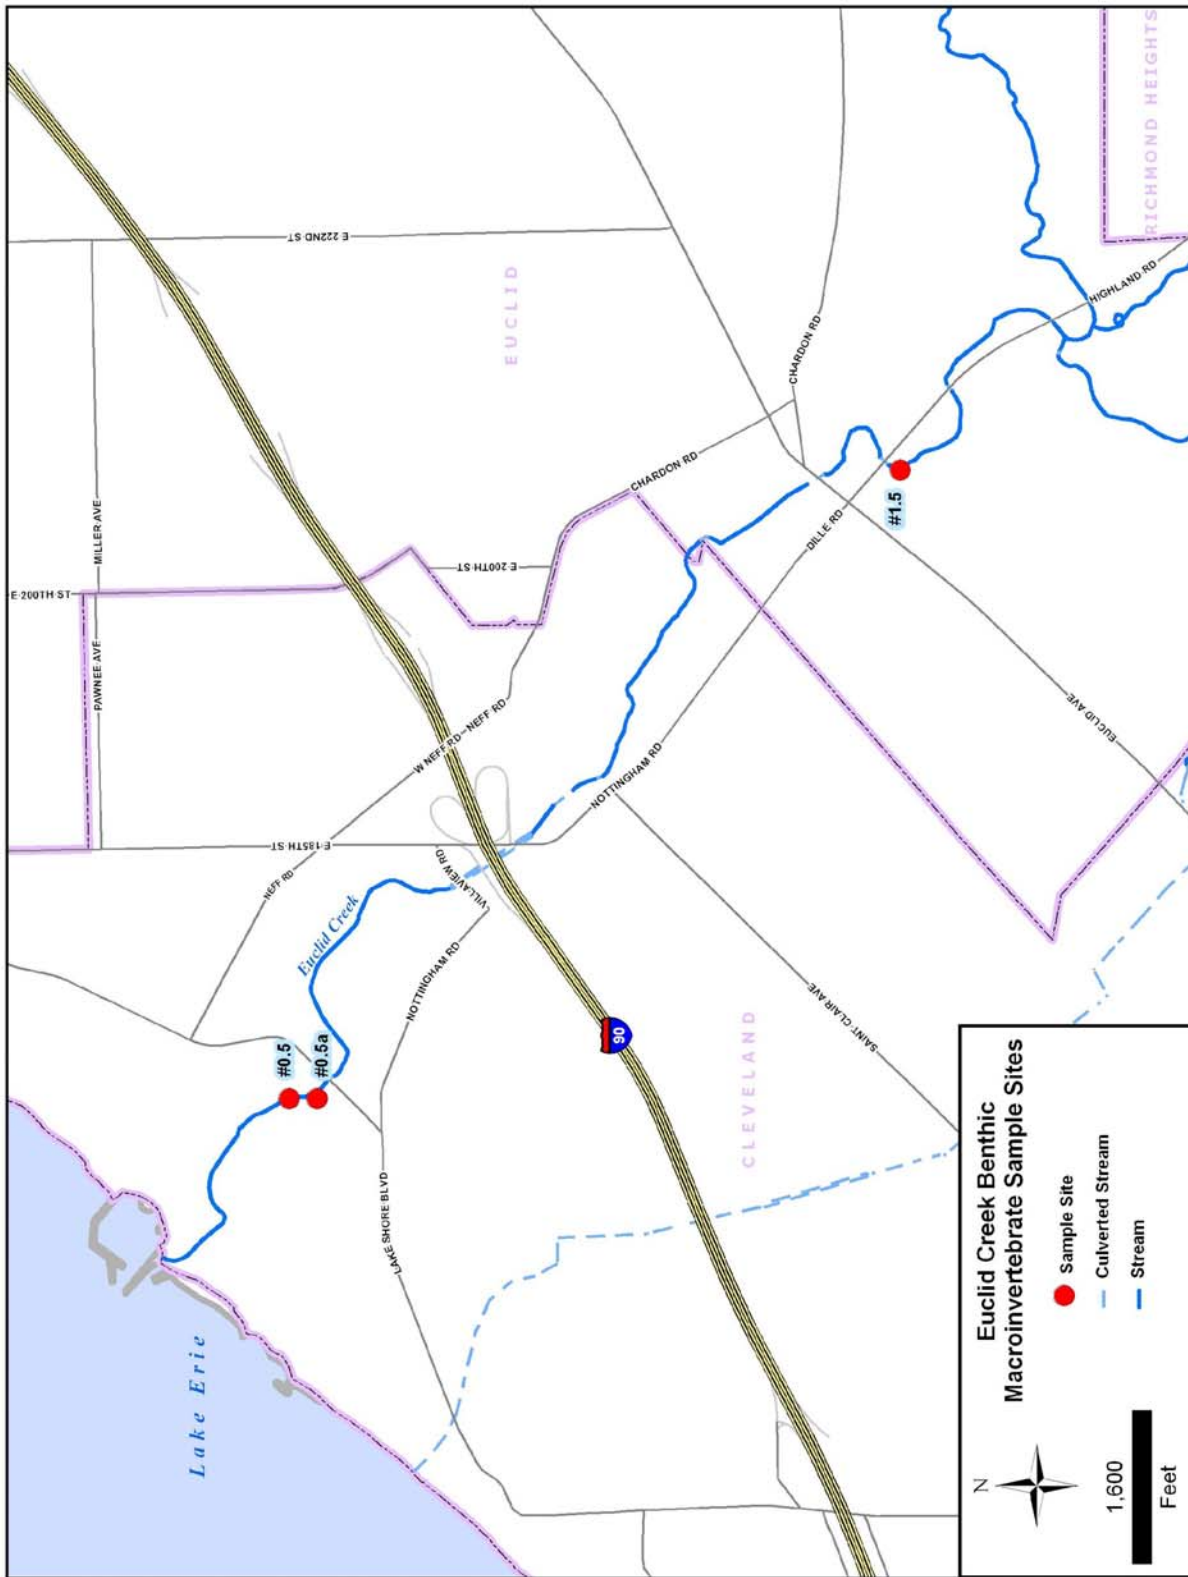 Lake Erie
Euclid Creek
#0.5
#0.5a
#1.5
EUCLID
CLEVELAND
RICHMOND HEIGHTS
E 222ND ST
MILLER AVE
E 200TH ST
PAWNEE AVE
E 200TH ST
CHARDON RD
CHARDON RD
HIGHLAND RD
DILLE RD
EUCLID AVE
W NEFF RD
NEFF RD
NOTTINGHAM RD
E 185TH ST
NEFF RD
VILLAVIEW RD
NOTTINGHAM RD
LAKE SHORE BLVD
SAINT CLAIR AVE
90
Euclid Creek Benthic
Macroinvertebrate Sample Sites
N
Sample Site
Culverted Stream
Stream
1,600
Feet